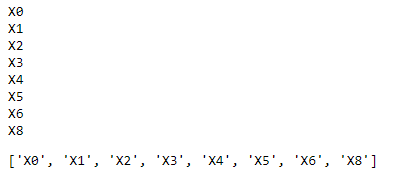 X0
X1
X2
X3
X4
X5
X6
X8
['X0', 'X1', 'X2', 'X3', 'X4', 'X5', 'X6', 'X8']